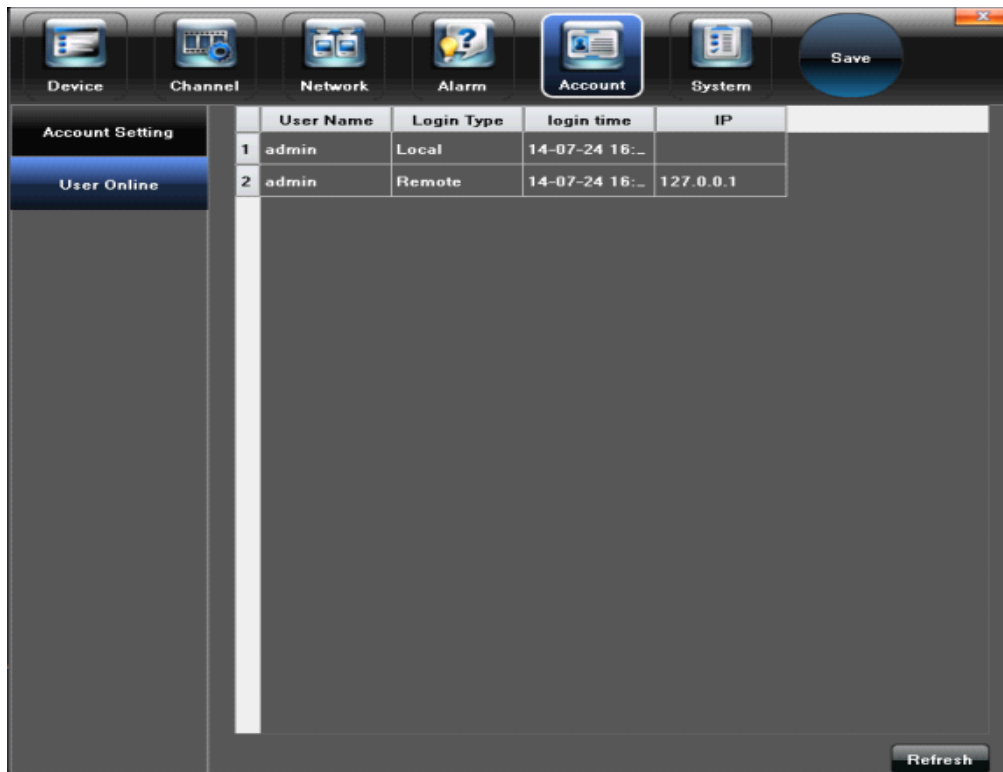 Device Channel Network Alarm Account System Save
Account Setting
User Online
User Name Login Type login time IP
1 admin Local 14-07-24 16:…
2 admin Remote 14-07-24 16:… 127.0.0.1
Refresh